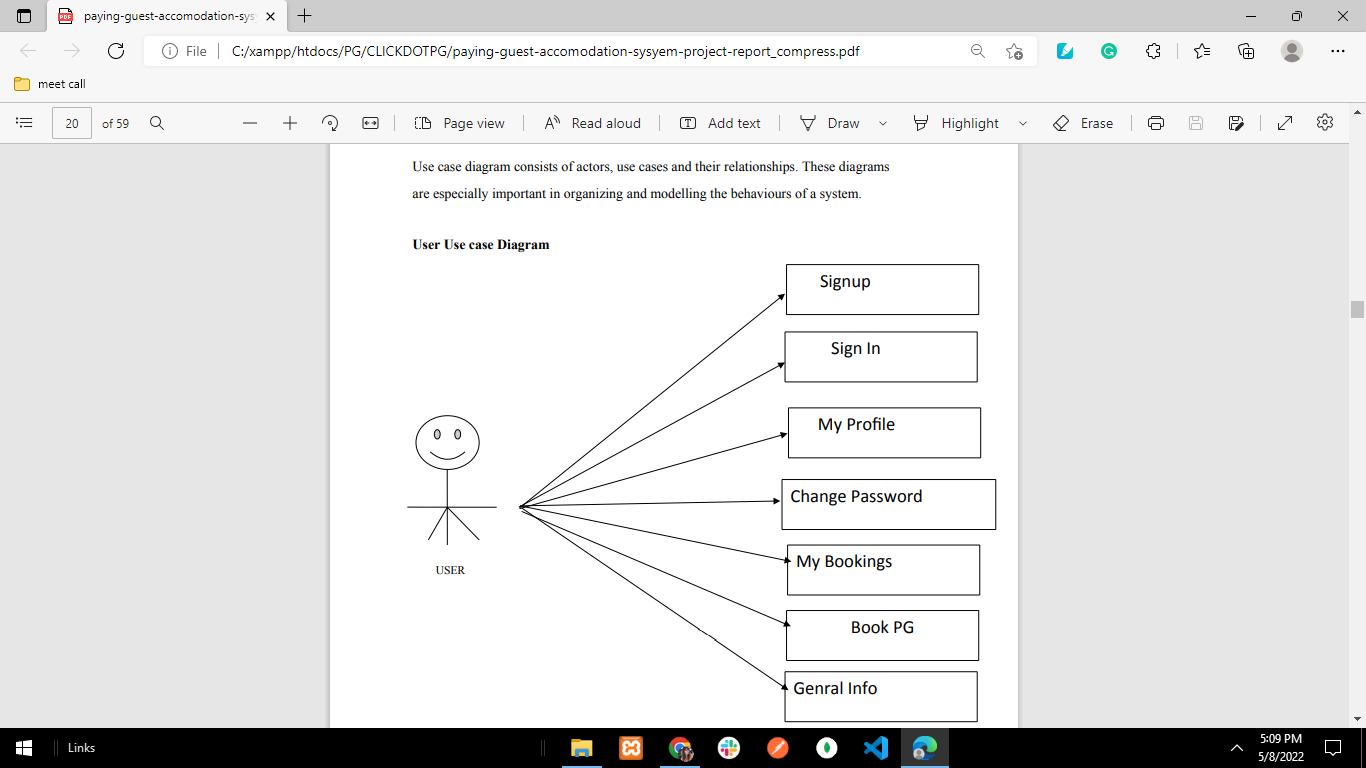 paying-guest-accomodation-sys
File
C:/xampp/htdocs/PG/CLICKDOTPG/paying-guest-accomodation-sysyem-project-report_compress.pdf
meet call
20 of 59
Page view
Read aloud
Add text
Draw
Highlight
Erase
Use case diagram consists of actors, use cases and their relationships. These diagrams
are especially important in organizing and modelling the behaviours of a system.
User Use case Diagram
Signup
Sign In
My Profile
Change Password
My Bookings
USER
Book PG
Genral Info
Links
5:09 PM
5/8/2022